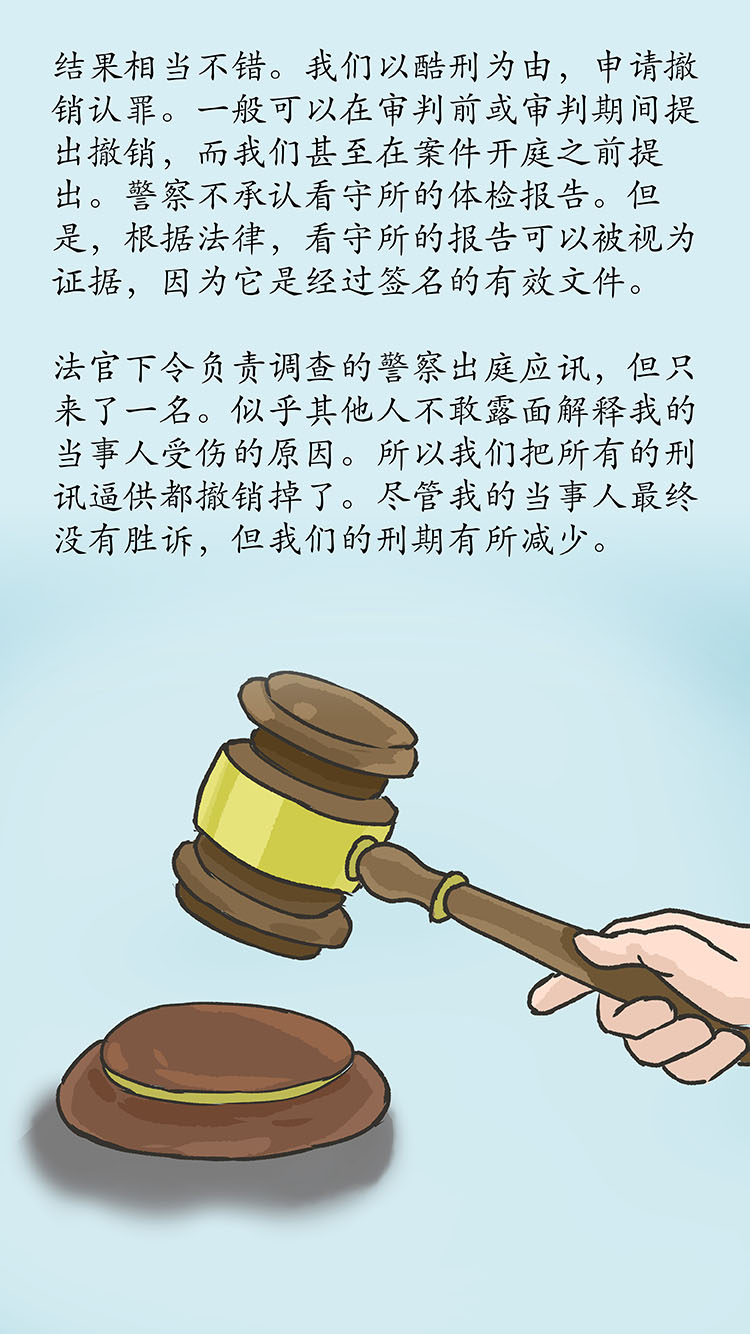 结果相当不错。我们以酷刑为由，申请撤
销认罪。一般可以在审判前或审判期间提
出撤销，而我们甚至在案件开庭之前提
出。警察不承认看守所的体检报告。但
是，根据法律，看守所的报告可以被视为
证据，因为它是经过签名的有效文件。
法官下令负责调查的警察出庭应讯，但只
来了一名。似乎其他人不敢露面解释我的
当事人受伤的原因。所以我们把所有的刑
讯逼供都撤销掉了。尽管我的当事人最终
没有胜诉，但我们的刑期有所减少。